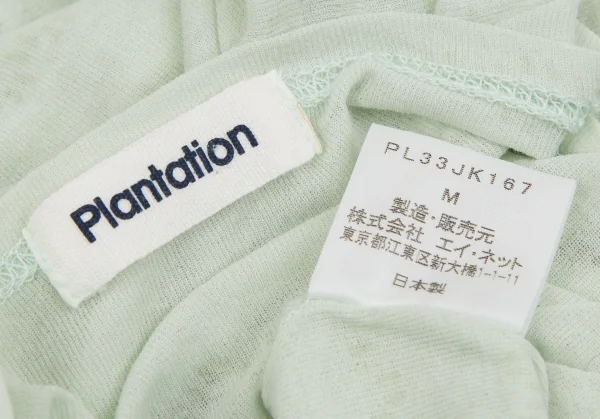 Plantation
PL33JK167
M
製造・販売元
株式会社 エイ・ネット
東京都江東区新大橋1-1-11
日本製